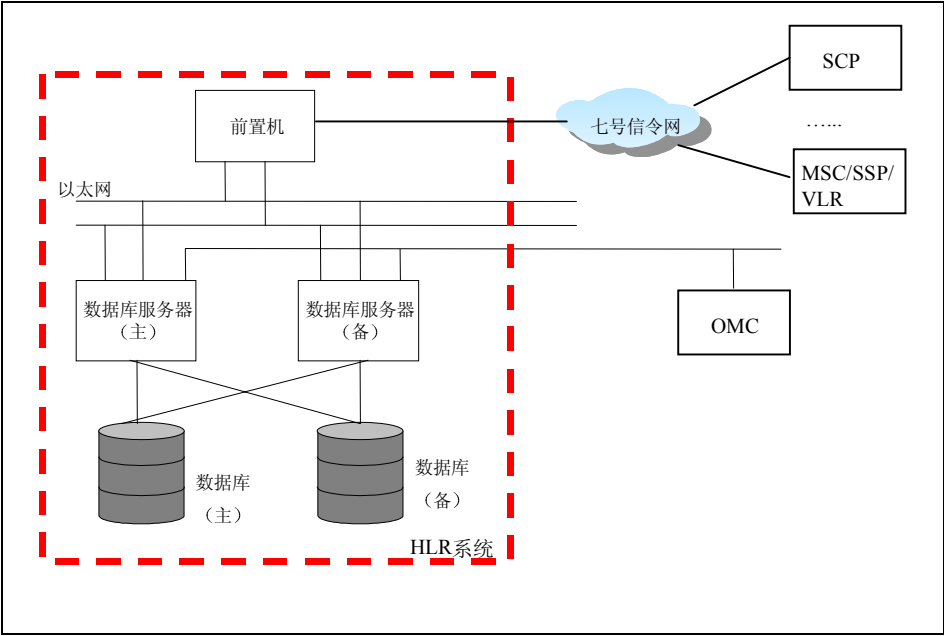 SCP
前置机
七号信令网
…...
MSC/SSP/
VLR
以太网
数据库服务器
（主）
数据库服务器
（备）
OMC
数据库
（主）
数据库
（备）
HLR系统